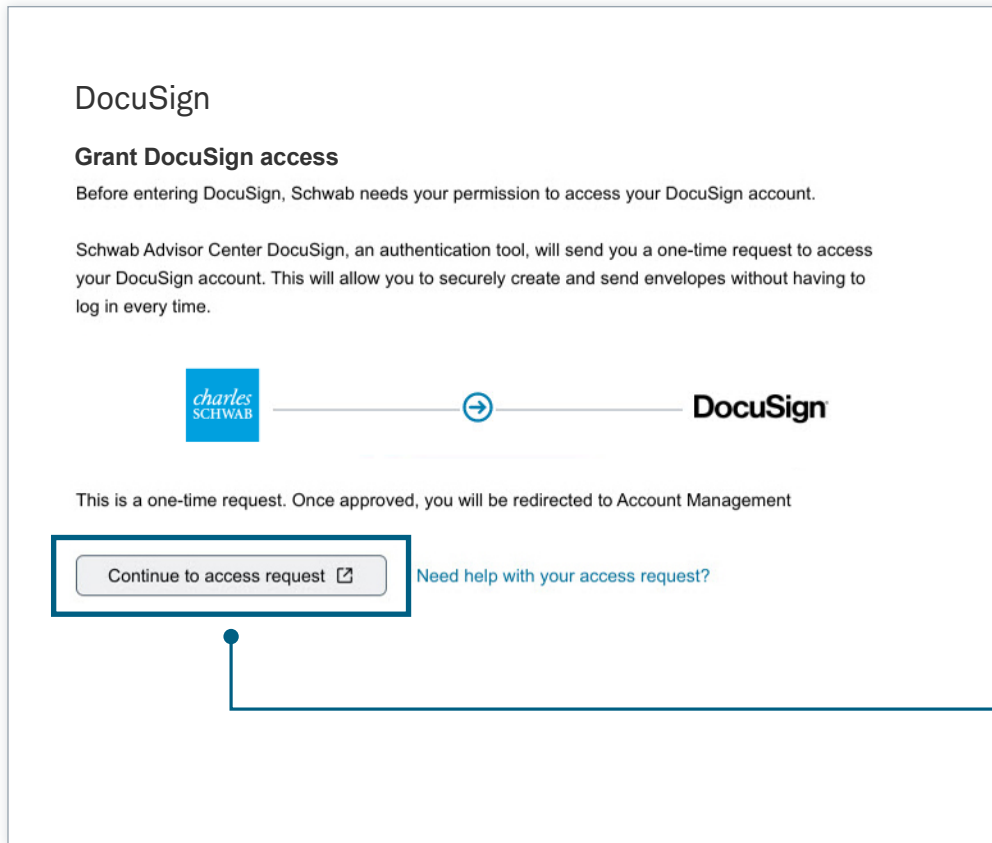 DocuSign
Grant DocuSign access
Before entering DocuSign, Schwab needs your permission to access your DocuSign account.
Schwab Advisor Center DocuSign, an authentication tool, will send you a one-time request to access
your DocuSign account. This will allow you to securely create and send envelopes without having to
log in every time.
charles
SCHWAB
DocuSign
This is a one-time request. Once approved, you will be redirected to Account Management
Continue to access request
Need help with your access request?